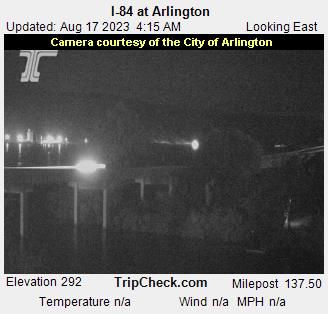 I-84 at Arlington
Updated: Aug 17 2023 4:15 AM Looking East
Camera courtesy of the City of Arlington
Elevation 292 TripCheck.com Milepost 137.50
Temperature n/a Wind n/a MPH n/a